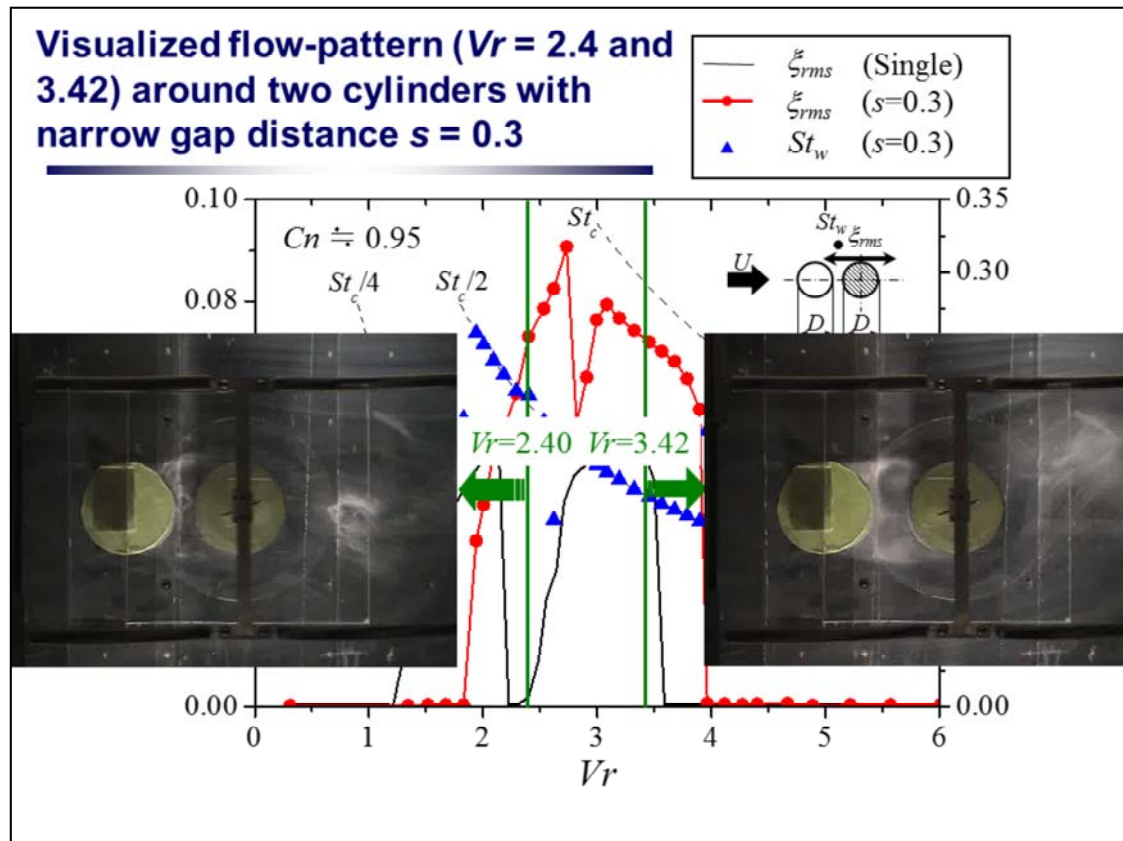 Visualized flow-pattern (Vr = 2.4 and
3.42) around two cylinders with
narrow gap distance s = 0.3
ξrms (Single)
ξrms (s=0.3)
Stw (s=0.3)
0.10
0.35
Cn ≒ 0.95
Stc
Stw
ξrms
U
0.30
Stc/4
Stc/2
0.08
D
D
Vr=2.40
Vr=3.42
0.00
0.00
0
1
2
3
4
5
6
Vr